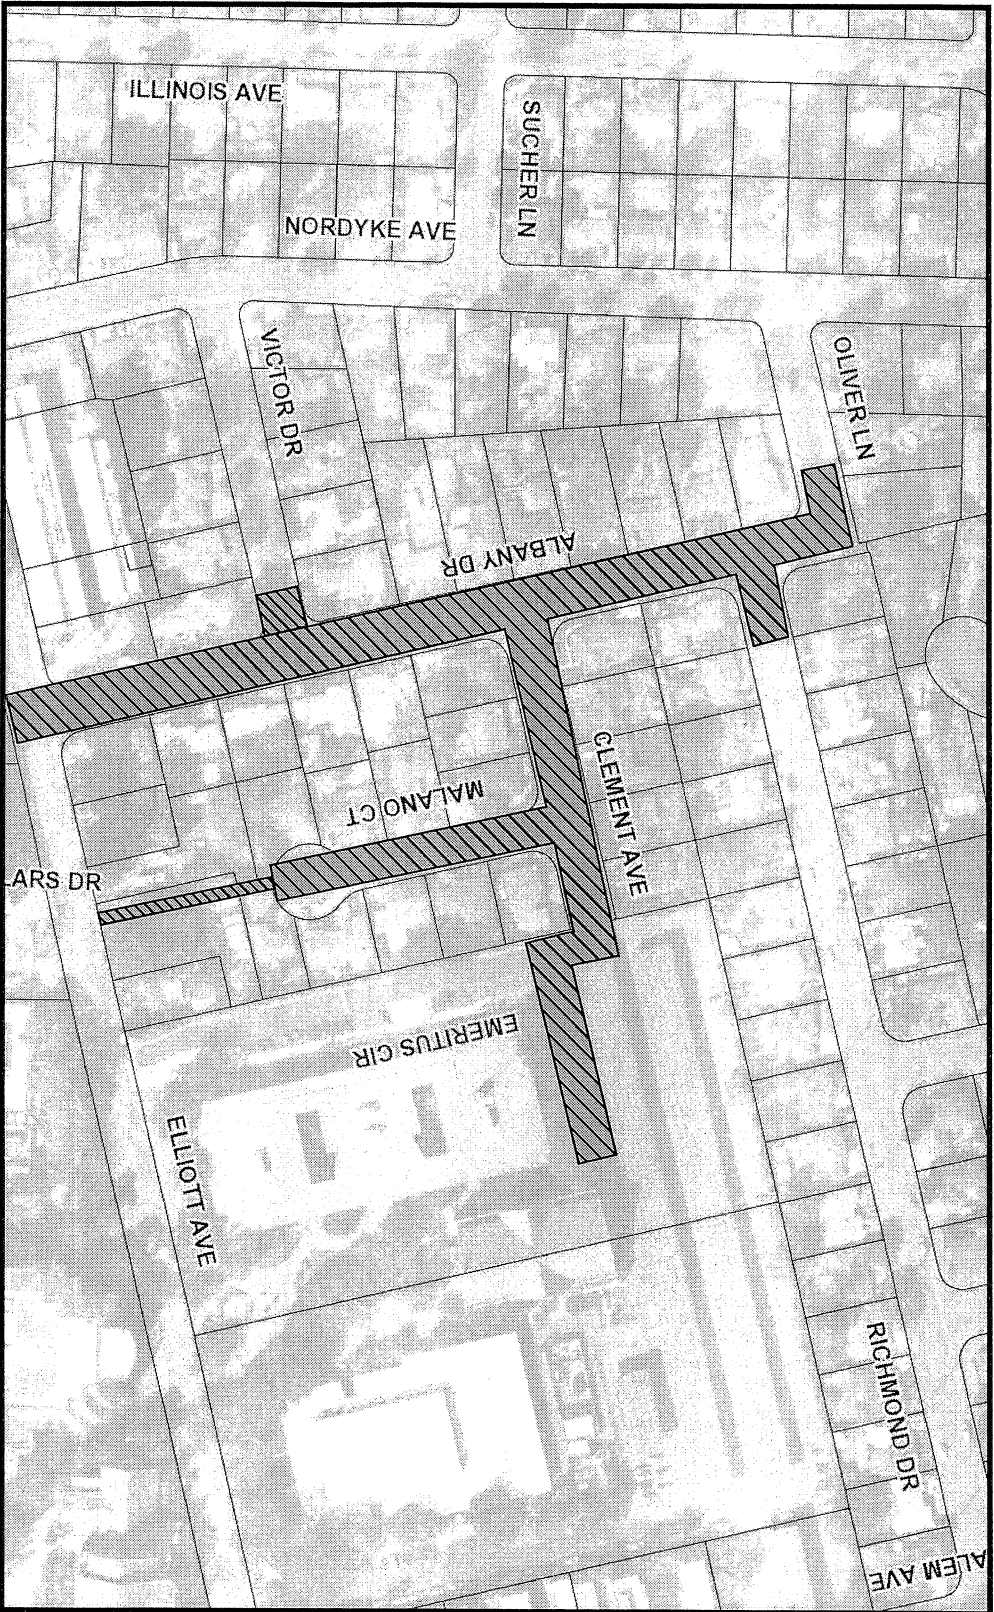 ILLINOIS AVE
SUCHER LN
NORDYKE AVE
VICTOR DR
OLIVER LN
ALBANY DR
CLEMENT AVE
MALANO CT
LARS DR
EMERITUS CIR
ELLIOTT AVE
RICHMOND DR
ALEM AVE